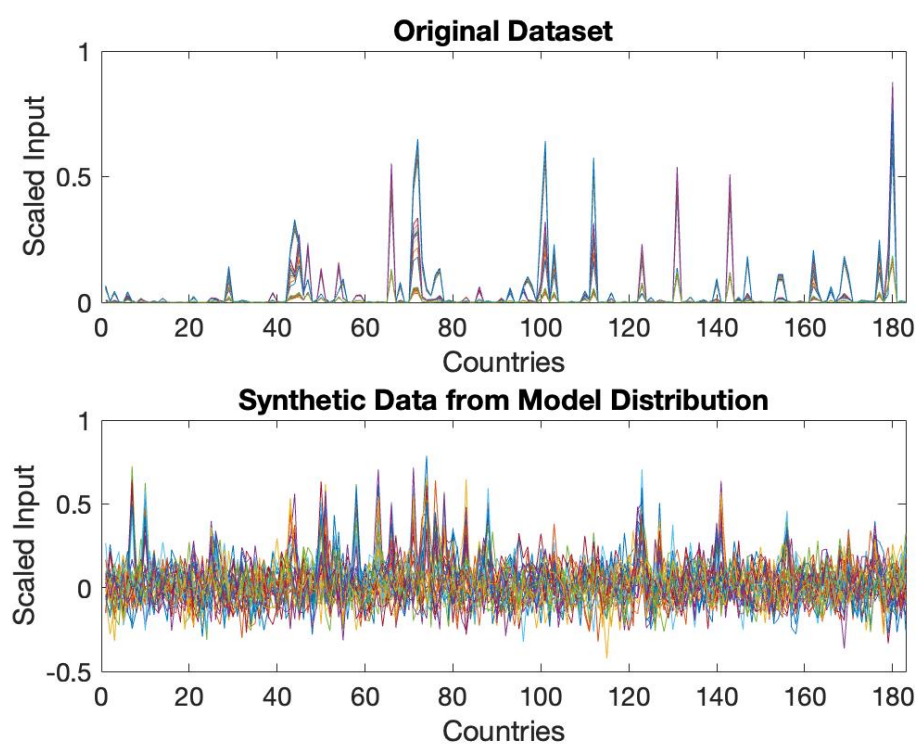 Original Dataset
1
0.5
0
Scaled Input
0 20 40 60 80 100 120 140 160 180
Countries
Synthetic Data from Model Distribution
1
0.5
0
-0.5
Scaled Input
0 20 40 60 80 100 120 140 160 180
Countries